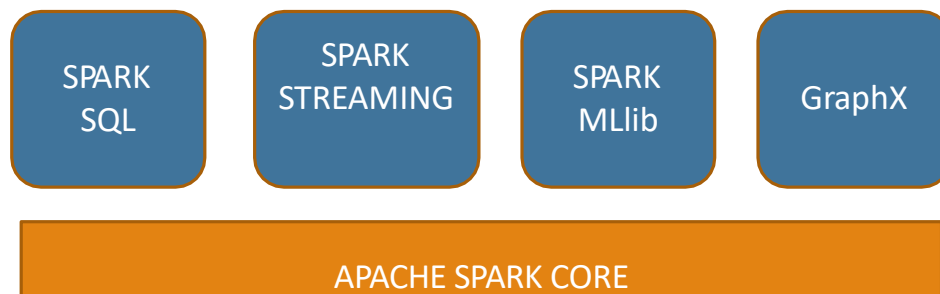 SPARK
SQL
SPARK
STREAMING
SPARK
MLlib
GraphX
APACHE SPARK CORE